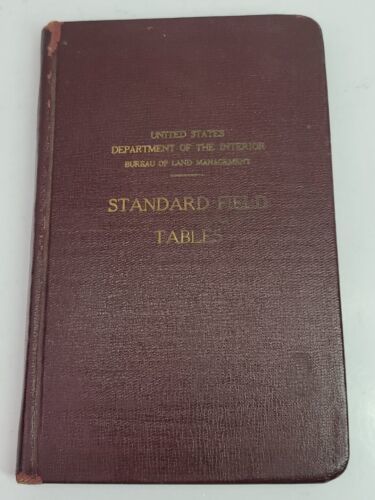 UNITED STATES
DEPARTMENT OF THE INTERIOR
BUREAU OF LAND MANAGEMENT
STANDARD FIELD
TABLES